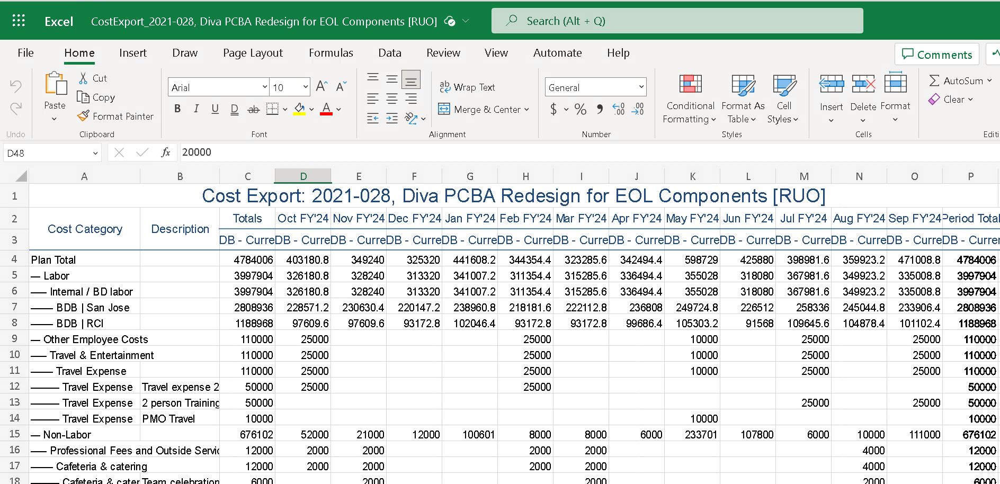 Excel CostExport_2021-028, Diva PCBA Redesign for EOL Components [RUO] Search (Alt + Q)
File Home Insert Draw Page Layout Formulas Data Review View Automate Help Comments
Cut
Copy
Format Painter
Paste
Undo
Clipboard
Arial 10
B I U D ab A
Font
ab Wrap Text
Merge & Center
Alignment
General
$ % 9 .00 .00
Number
Conditional Formatting
Format As Table
Cell Styles
Styles
Insert Delete Format
Cells
AutoSum
Clear
Editi
D48 fx 20000
A B C D E F G H I J K L M N O P
1 Cost Export: 2021-028, Diva PCBA Redesign for EOL Components [RUO]
2 Cost Category Description Totals Oct FY'24 Nov FY'24 Dec FY'24 Jan FY'24 Feb FY'24 Mar FY'24 Apr FY'24 May FY'24 Jun FY'24 Jul FY'24 Aug FY'24 Sep FY'24 Period Total
3 DB - Curre DB - Curre DB - Curre DB - Curre DB - Curre DB - Curre DB - Curre DB - Curre DB - Curre DB - Curre DB - Curre DB - Curre DB - Curre DB - Curren
4 Plan Total 4784006 403180.8 349240 325320 441608.2 344354.4 323285.6 342494.4 598729 425880 398981.6 359923.2 471008.8 4784006
5 — Labor 3997904 326180.8 328240 313320 341007.2 311354.4 315285.6 336494.4 355028 318080 367981.6 349923.2 335008.8 3997904
6 —— Internal / BD labor 3997904 326180.8 328240 313320 341007.2 311354.4 315285.6 336494.4 355028 318080 367981.6 349923.2 335008.8 3997904
7 ——— BDB | San Jose 2808936 228571.2 230630.4 220147.2 238960.8 218181.6 222112.8 236808 249724.8 226512 258336 245044.8 233906.4 2808936
8 ——— BDB | RCI 1188968 97609.6 97609.6 93172.8 102046.4 93172.8 93172.8 99686.4 105303.2 91568 109645.6 104878.4 101102.4 1188968
9 — Other Employee Costs 110000 25000 25000 10000 25000 25000 110000
10 —— Travel & Entertainment 110000 25000 25000 10000 25000 25000 110000
11 ——— Travel Expense 110000 25000 25000 10000 25000 25000 110000
12 ———— Travel Expense Travel expense 2 50000 25000 25000 50000
13 ———— Travel Expense 2 person Training 50000 25000 25000 50000
14 ———— Travel Expense PMO Travel 10000 10000 10000
15 — Non-Labor 676102 52000 21000 12000 100601 8000 8000 6000 233701 107800 6000 10000 111000 676102
16 —— Professional Fees and Outside Servic 12000 2000 2000 2000 2000 4000 12000
17 ——— Cafeteria & catering 12000 2000 2000 2000 2000 4000 12000
18 ———— Cafeteria & cater Team celebration 6000 2000 2000 2000 6000